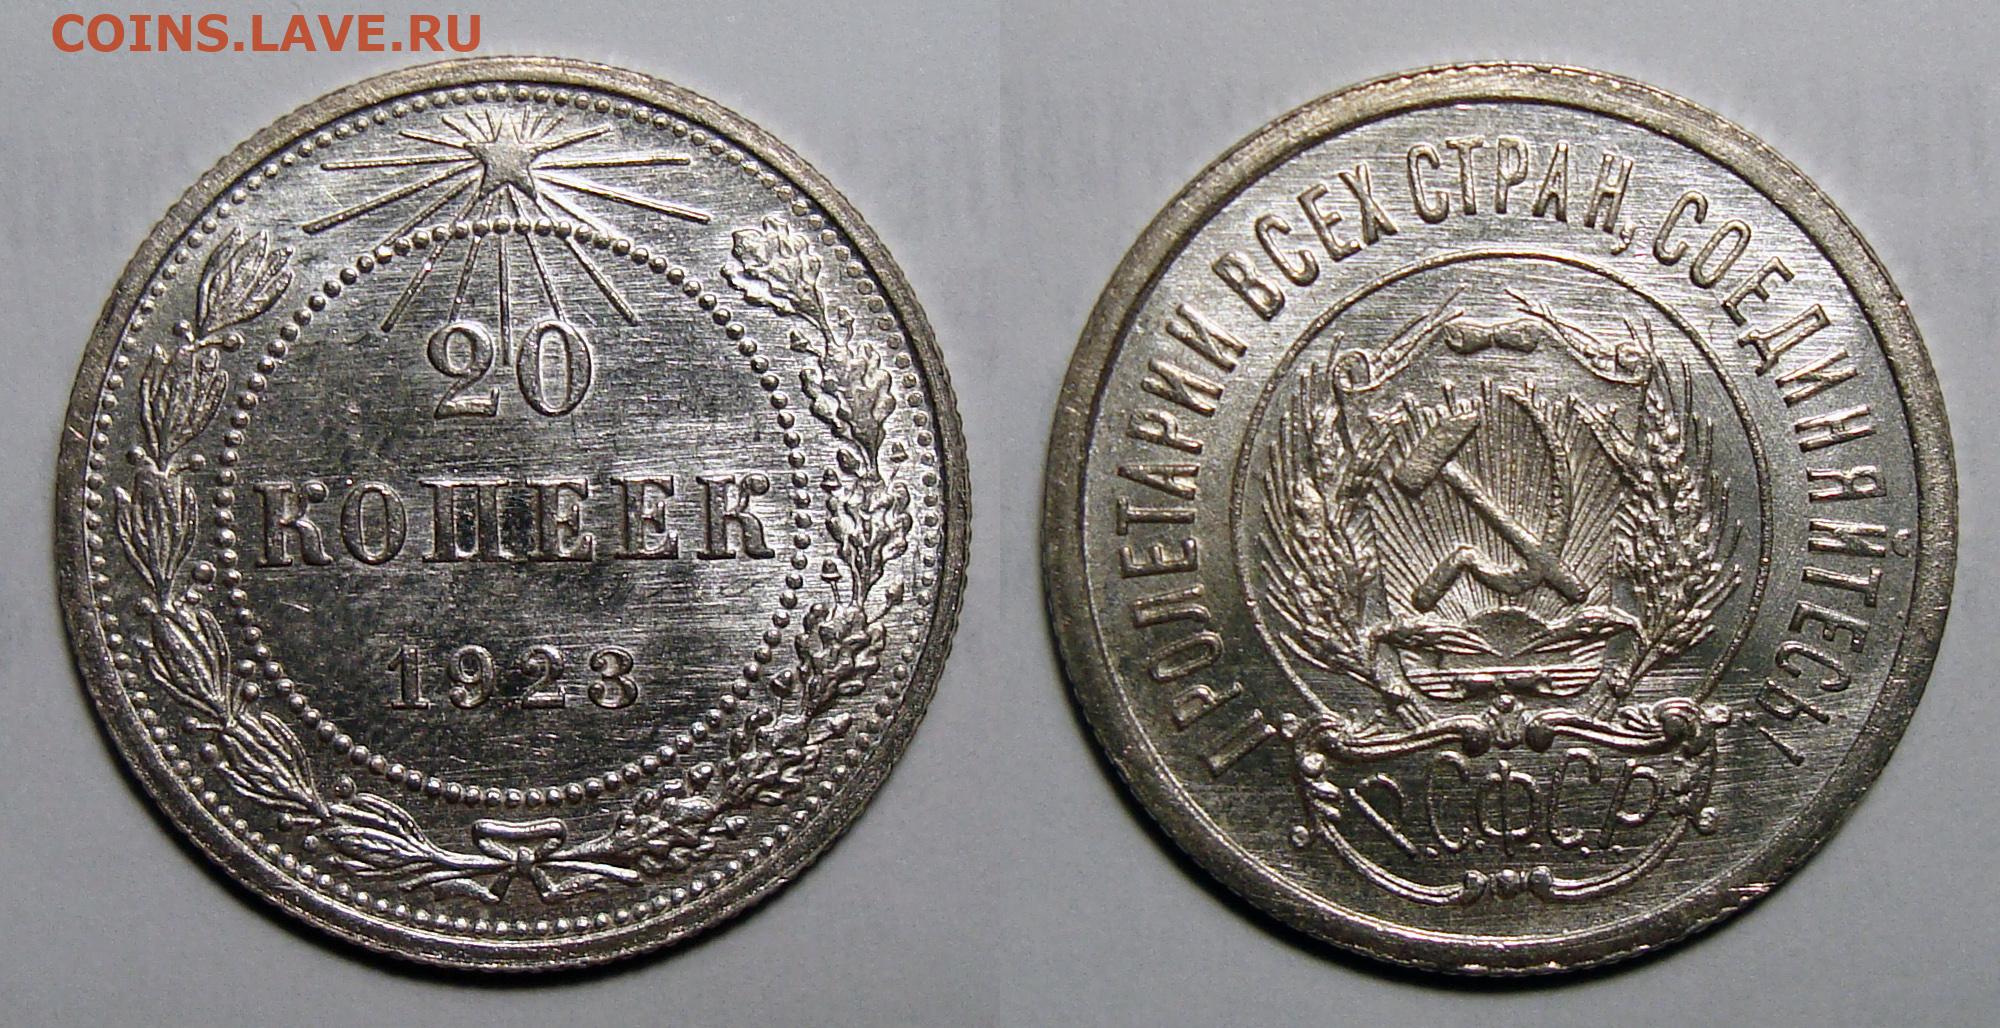 COINS.LAVE.RU
20
КОПЕЕК
1923
ПРОЛЕТАРИИ ВСЕХ СТРАН, СОЕДИНЯЙТЕСЬ!
Р.С.Ф.С.Р.